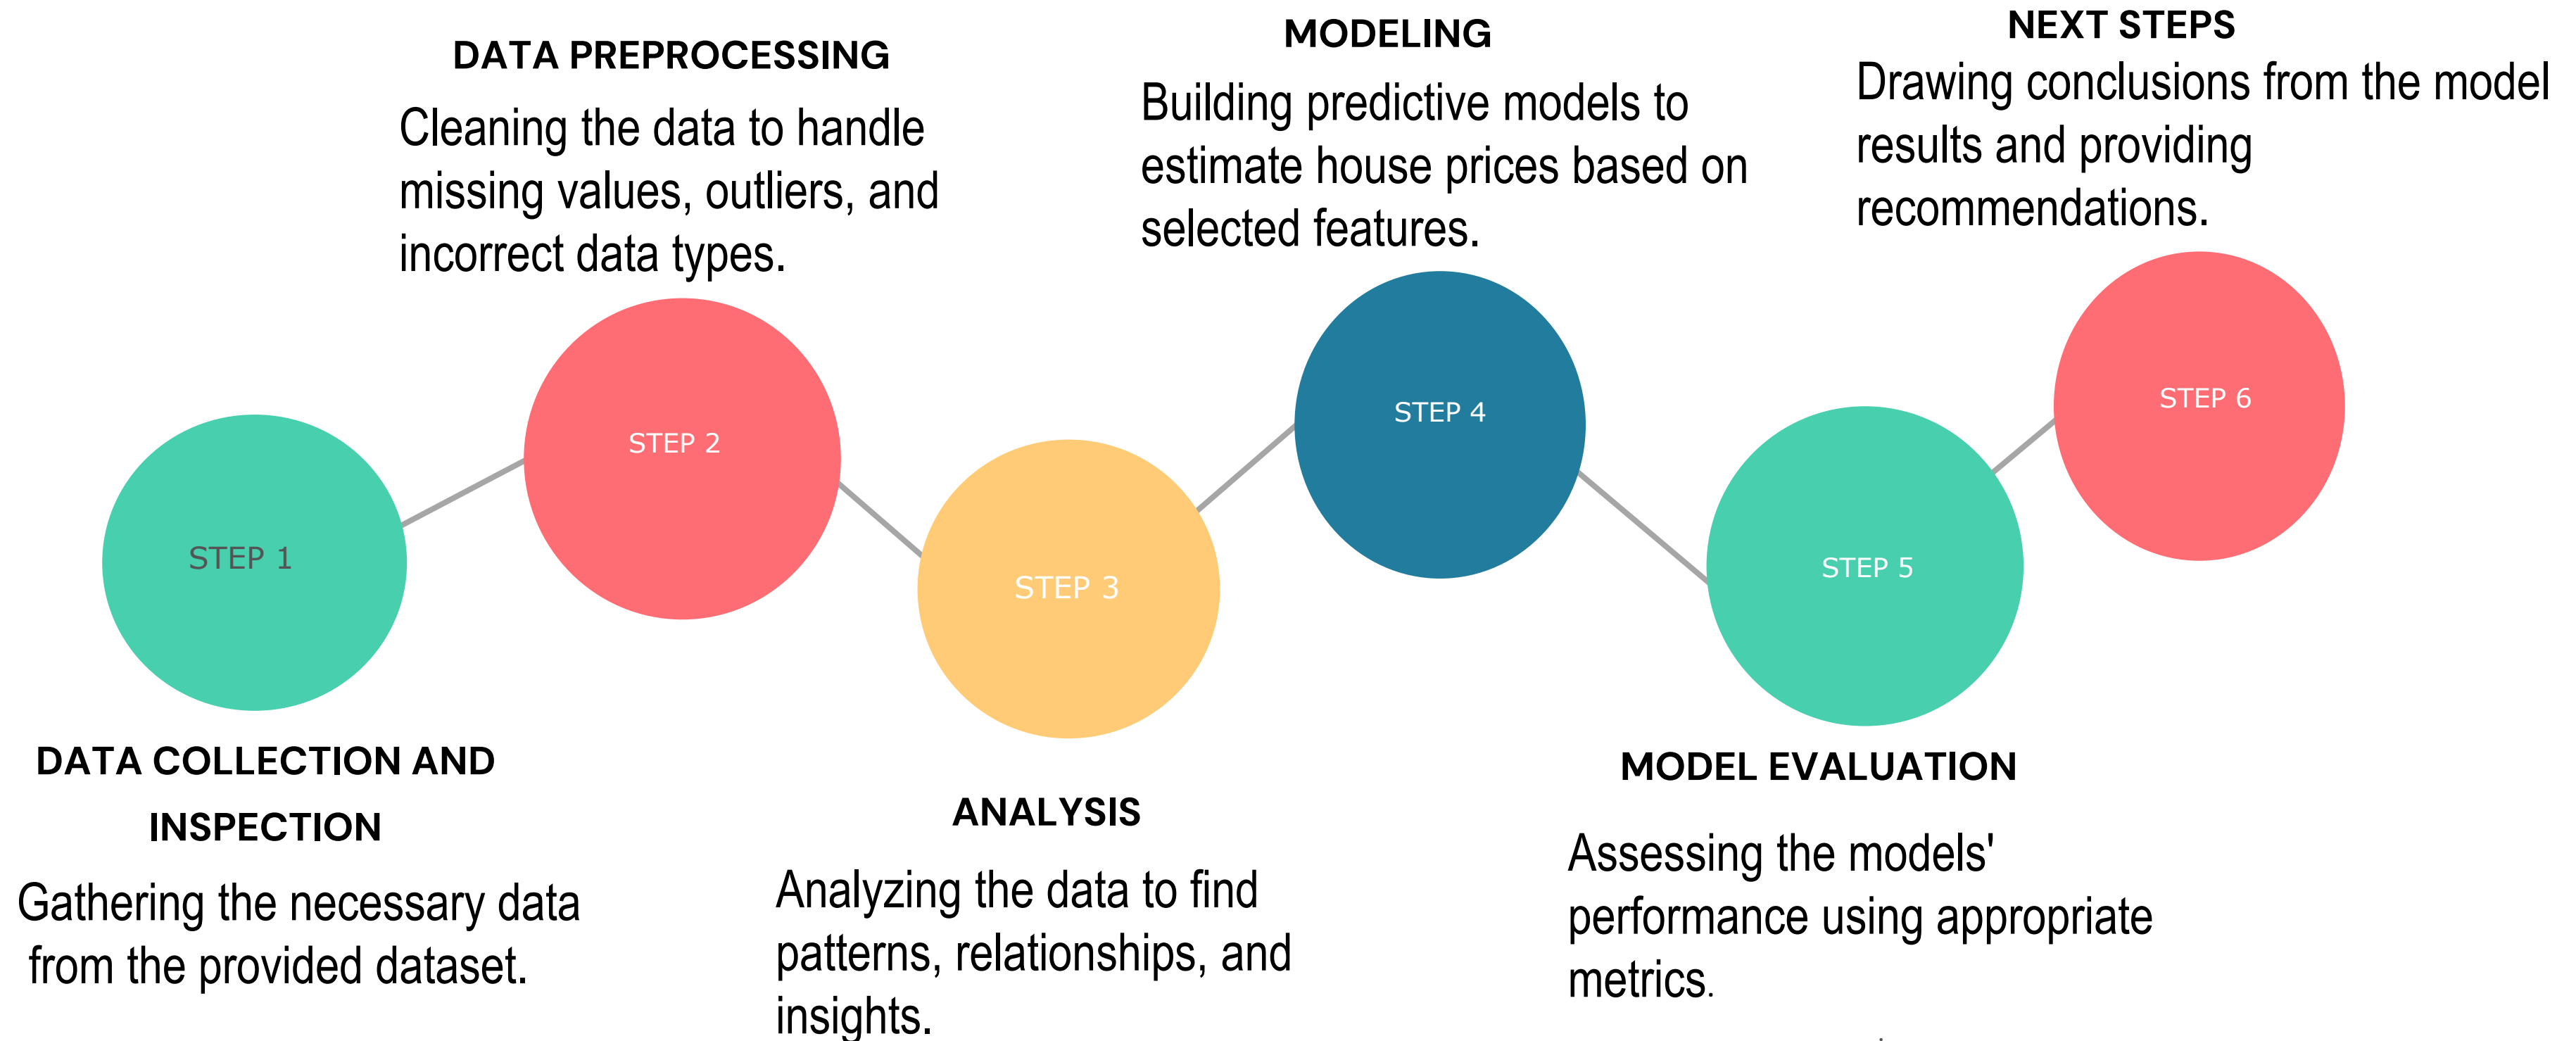 STEP 1
DATA COLLECTION AND
INSPECTION
Gathering the necessary data
from the provided dataset.
DATA PREPROCESSING
Cleaning the data to handle
missing values, outliers, and
incorrect data types.
STEP 2
STEP 3
ANALYSIS
Analyzing the data to find
patterns, relationships, and
insights.
MODELING
Building predictive models to
estimate house prices based on
selected features.
STEP 4
STEP 5
MODEL EVALUATION
Assessing the models'
performance using appropriate
metrics.
NEXT STEPS
Drawing conclusions from the model
results and providing
recommendations.
STEP 6